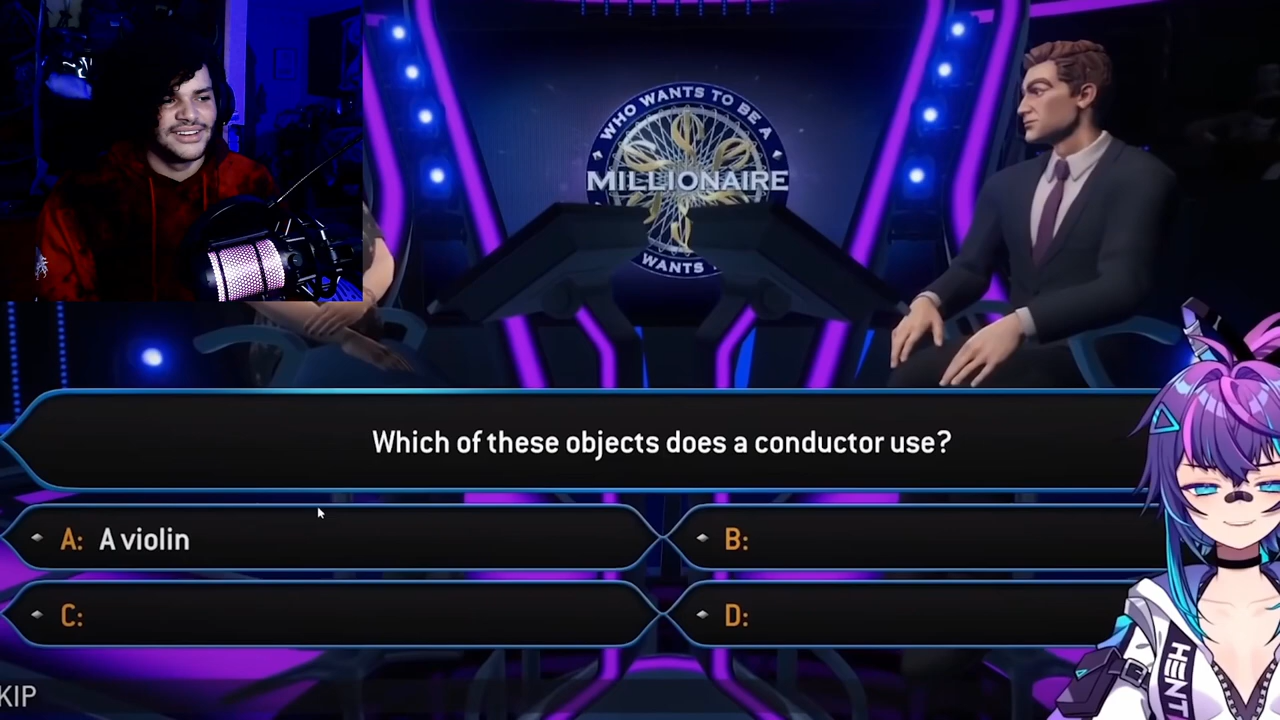 WHO WANTS TO BE A
MILLIONAIRE
WANTS
Which of these objects does a conductor use?
A: A violin
B:
C:
D:
KIP
HENT